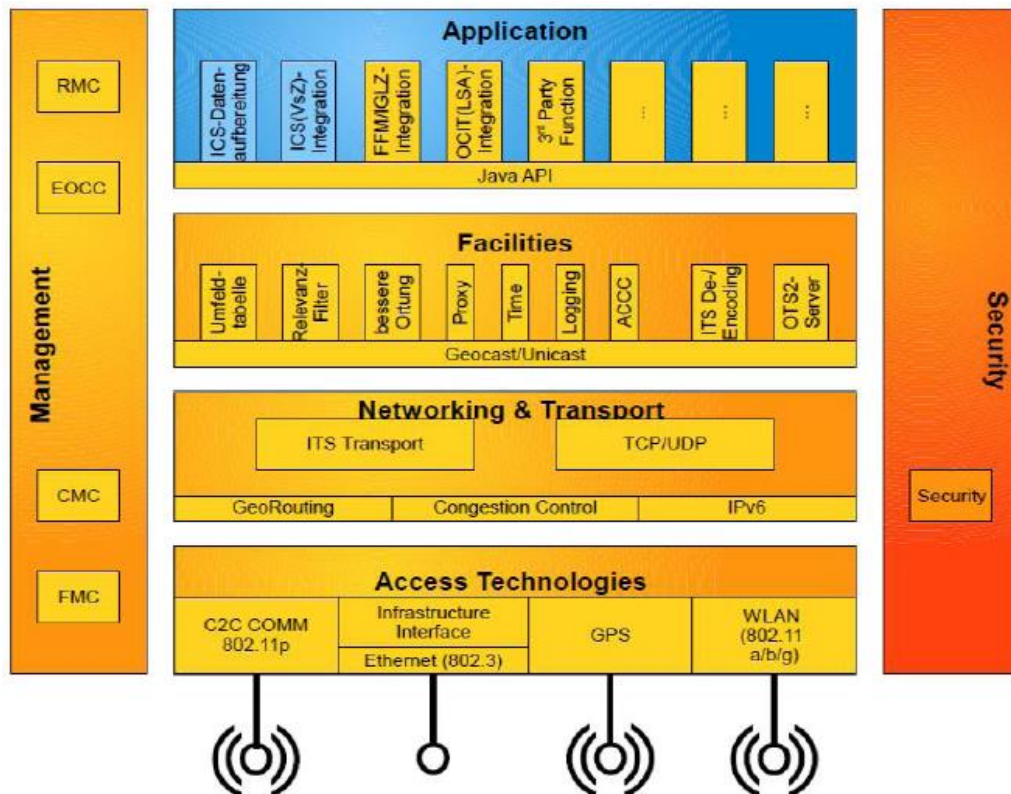 Management
RMC
EOCC
CMC
FMC
Application
ICS-Daten-
aufbereitung
ICS(VsZ)-
Integration
FFM/IGLZ-
Integration
OCIT(LSA)-
Integration
3rd Party
Function
...
...
...
Java API
Facilities
Umfeld-
tabelle
Relevanz-
Filter
bessere
Ortung
Proxy
Time
Logging
ACCC
ITS De-/
Encoding
OTS2-
Server
Geocast/Unicast
Networking & Transport
ITS Transport
TCP/UDP
GeoRouting
Congestion Control
IPv6
Access Technologies
C2C COMM
802.11p
Infrastructure
Interface
Ethernet (802.3)
GPS
WLAN
(802.11
a/b/g)
Security
Security